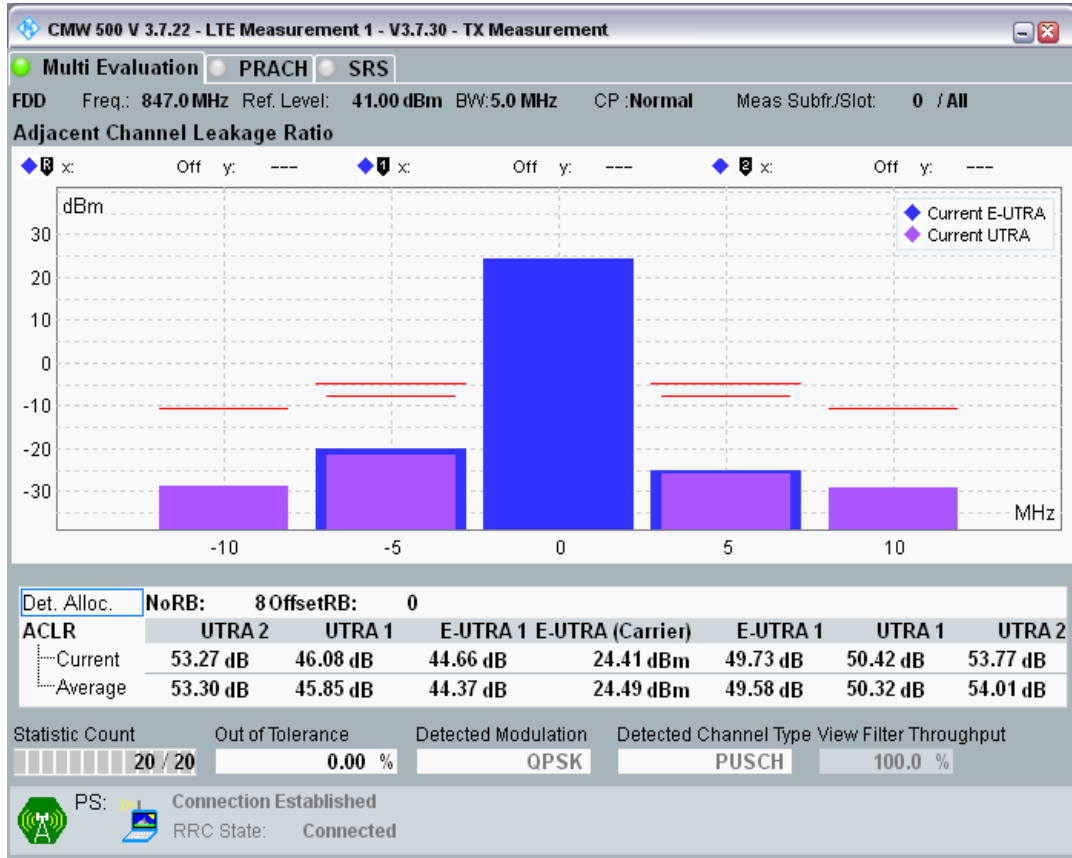 CMW 500 V 3.7.22 - LTE Measurement 1 - V3.7.30 - TX Measurement
Multi Evaluation PRACH SRS
FDD Freq.: 847.0 MHz Ref. Level: 41.00 dBm BW: 5.0 MHz CP : Normal Meas Subfr./Slot: 0 / All
Adjacent Channel Leakage Ratio
R x: Off y: --- 1 x: Off y: --- 2 x: Off y: ---
dBm
Current E-UTRA
Current UTRA
30
20
10
0
-10
-20
-30
MHz
-10 -5 0 5 10
Det. Alloc. NoRB: 8 OffsetRB: 0
ACLR UTRA 2 UTRA 1 E-UTRA 1 E-UTRA (Carrier) E-UTRA 1 UTRA 1 UTRA 2
Current 53.27 dB 46.08 dB 44.66 dB 24.41 dBm 49.73 dB 50.42 dB 53.77 dB
Average 53.30 dB 45.85 dB 44.37 dB 24.49 dBm 49.58 dB 50.32 dB 54.01 dB
Statistic Count Out of Tolerance Detected Modulation Detected Channel Type View Filter Throughput
20 / 20 0.00 % QPSK PUSCH 100.0 %
PS: Connection Established
RRC State: Connected